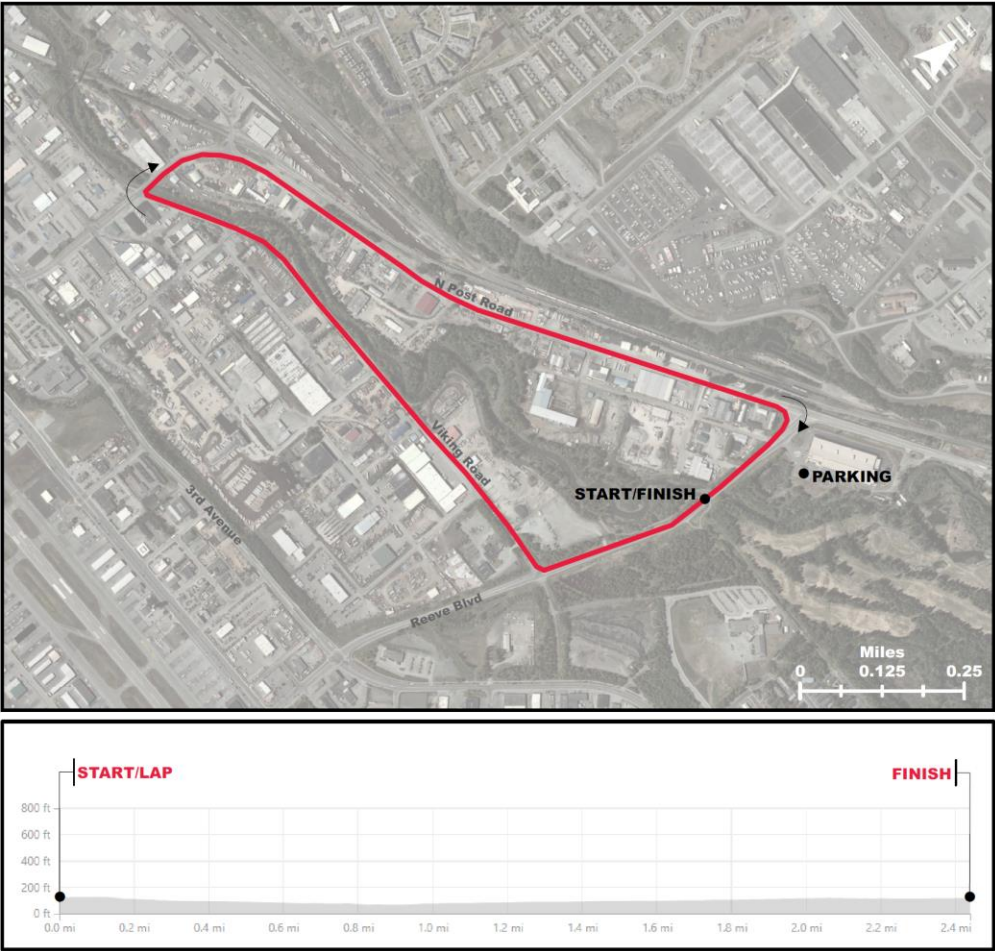 N Post Road
Viking Road
START/FINISH
PARKING
3rd Avenue
Reeve Blvd
Miles
0 0.125 0.25
START/LAP
FINISH
800 ft
600 ft
400 ft
200 ft
0 ft
0.0 mi 0.2 mi 0.4 mi 0.6 mi 0.8 mi 1.0 mi 1.2 mi 1.4 mi 1.6 mi 1.8 mi 2.0 mi 2.2 mi 2.4 mi